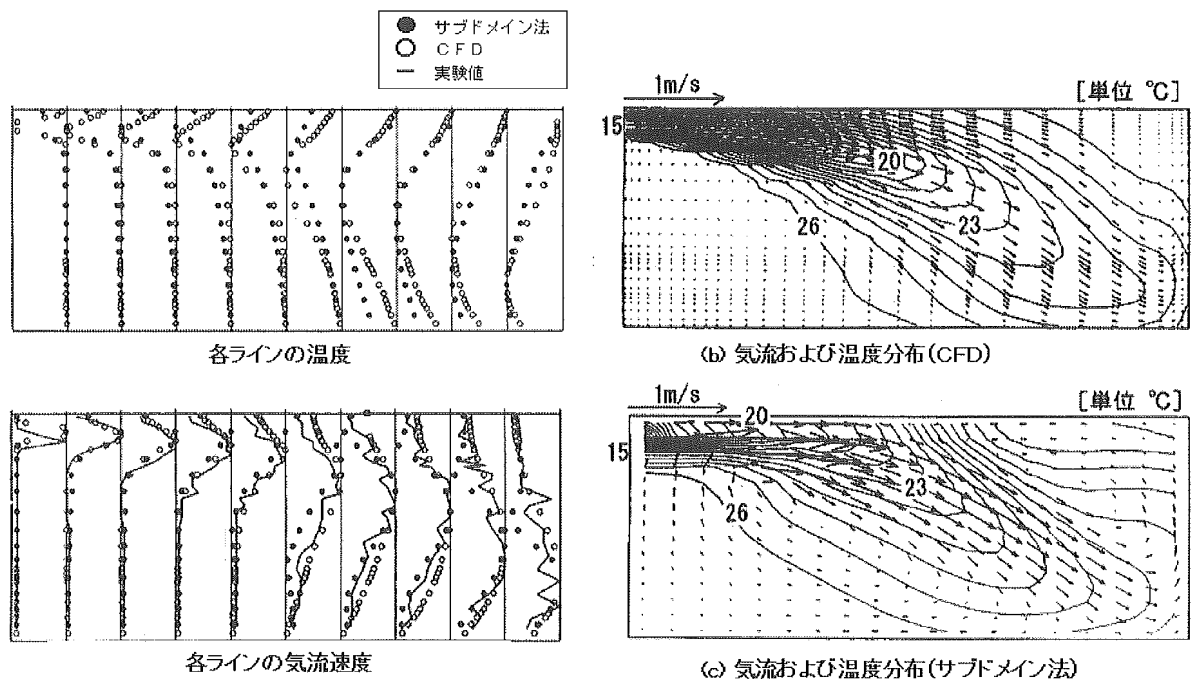 サブドメイン法
ＣＦＤ
実験値
1m/s
[単位 ℃]
15
20
23
26
各ラインの温度
(b) 気流および温度分布(CFD)
1m/s
[単位 ℃]
20
15
23
26
各ラインの気流速度
(c) 気流および温度分布(サブドメイン法)